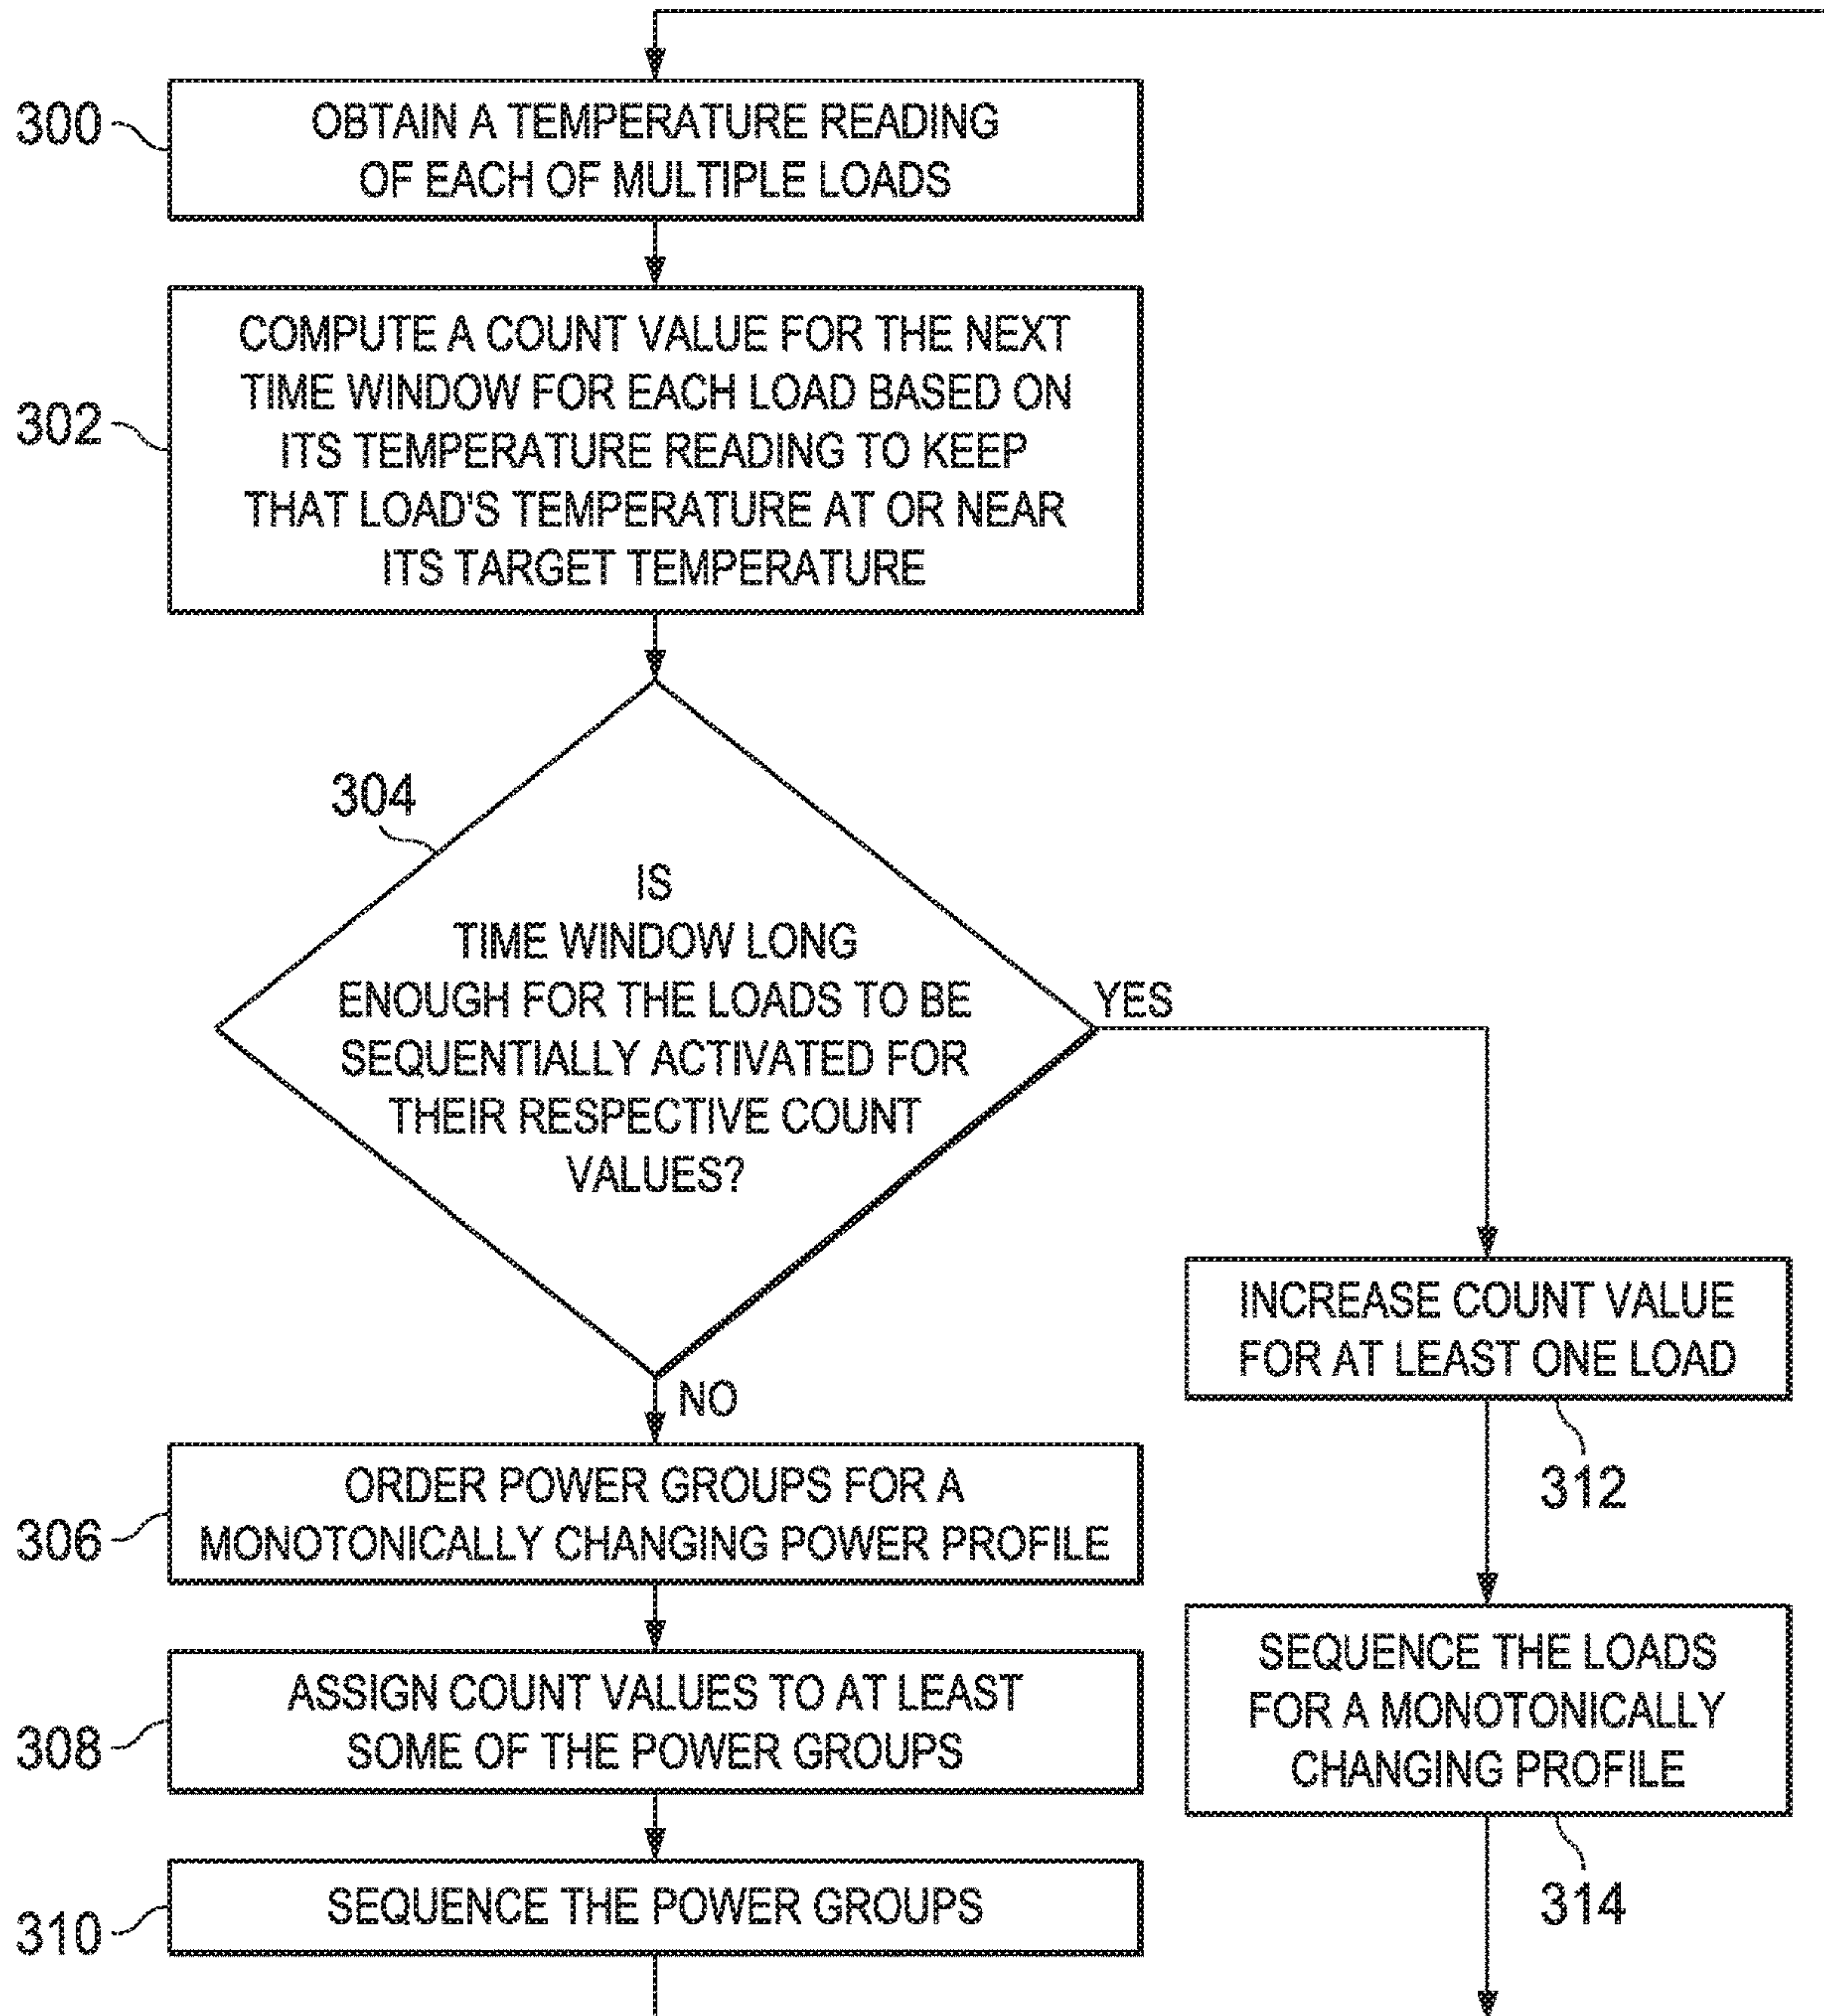 300
OBTAIN A TEMPERATURE READING
OF EACH OF MULTIPLE LOADS
302
COMPUTE A COUNT VALUE FOR THE NEXT
TIME WINDOW FOR EACH LOAD BASED ON
ITS TEMPERATURE READING TO KEEP
THAT LOAD'S TEMPERATURE AT OR NEAR
ITS TARGET TEMPERATURE
304
IS
TIME WINDOW LONG
ENOUGH FOR THE LOADS TO BE
SEQUENTIALLY ACTIVATED FOR
THEIR RESPECTIVE COUNT
VALUES?
YES
NO
INCREASE COUNT VALUE
FOR AT LEAST ONE LOAD
312
306
ORDER POWER GROUPS FOR A
MONOTONICALLY CHANGING POWER PROFILE
308
ASSIGN COUNT VALUES TO AT LEAST
SOME OF THE POWER GROUPS
SEQUENCE THE LOADS
FOR A MONOTONICALLY
CHANGING PROFILE
314
310
SEQUENCE THE POWER GROUPS